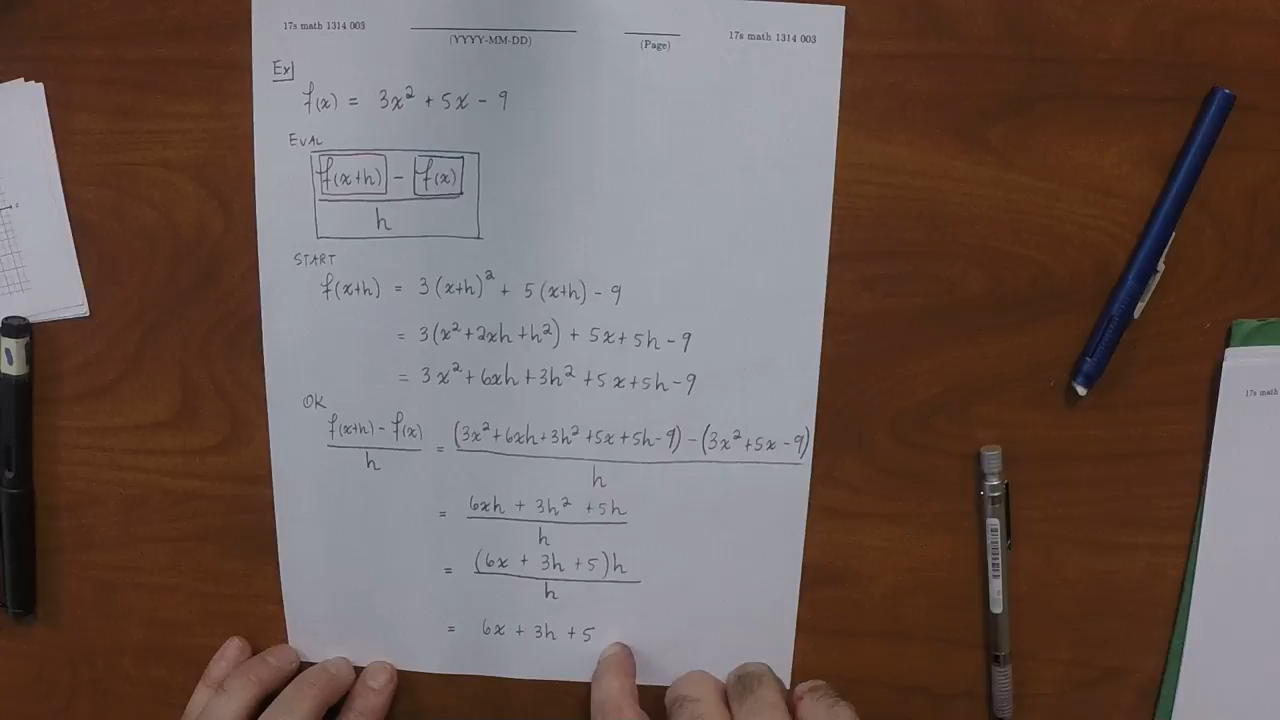 17s math 1314 003 (YYYY-MM-DD) (Page) 17s math 1314 003
Ex
f(x) = 3x² + 5x - 9
EVAL
f(x+h) - f(x)
h
START
f(x+h) = 3(x+h)² + 5(x+h) - 9
= 3(x²+2xh+h²) + 5x+5h-9
= 3x²+6xh+3h²+5x+5h-9
OK
f(x+h) - f(x) = (3x²+6xh+3h²+5x+5h-9) - (3x²+5x-9)
h h
= 6xh + 3h² + 5h
h
= (6x + 3h + 5)h
h
= 6x + 3h + 5
17s math